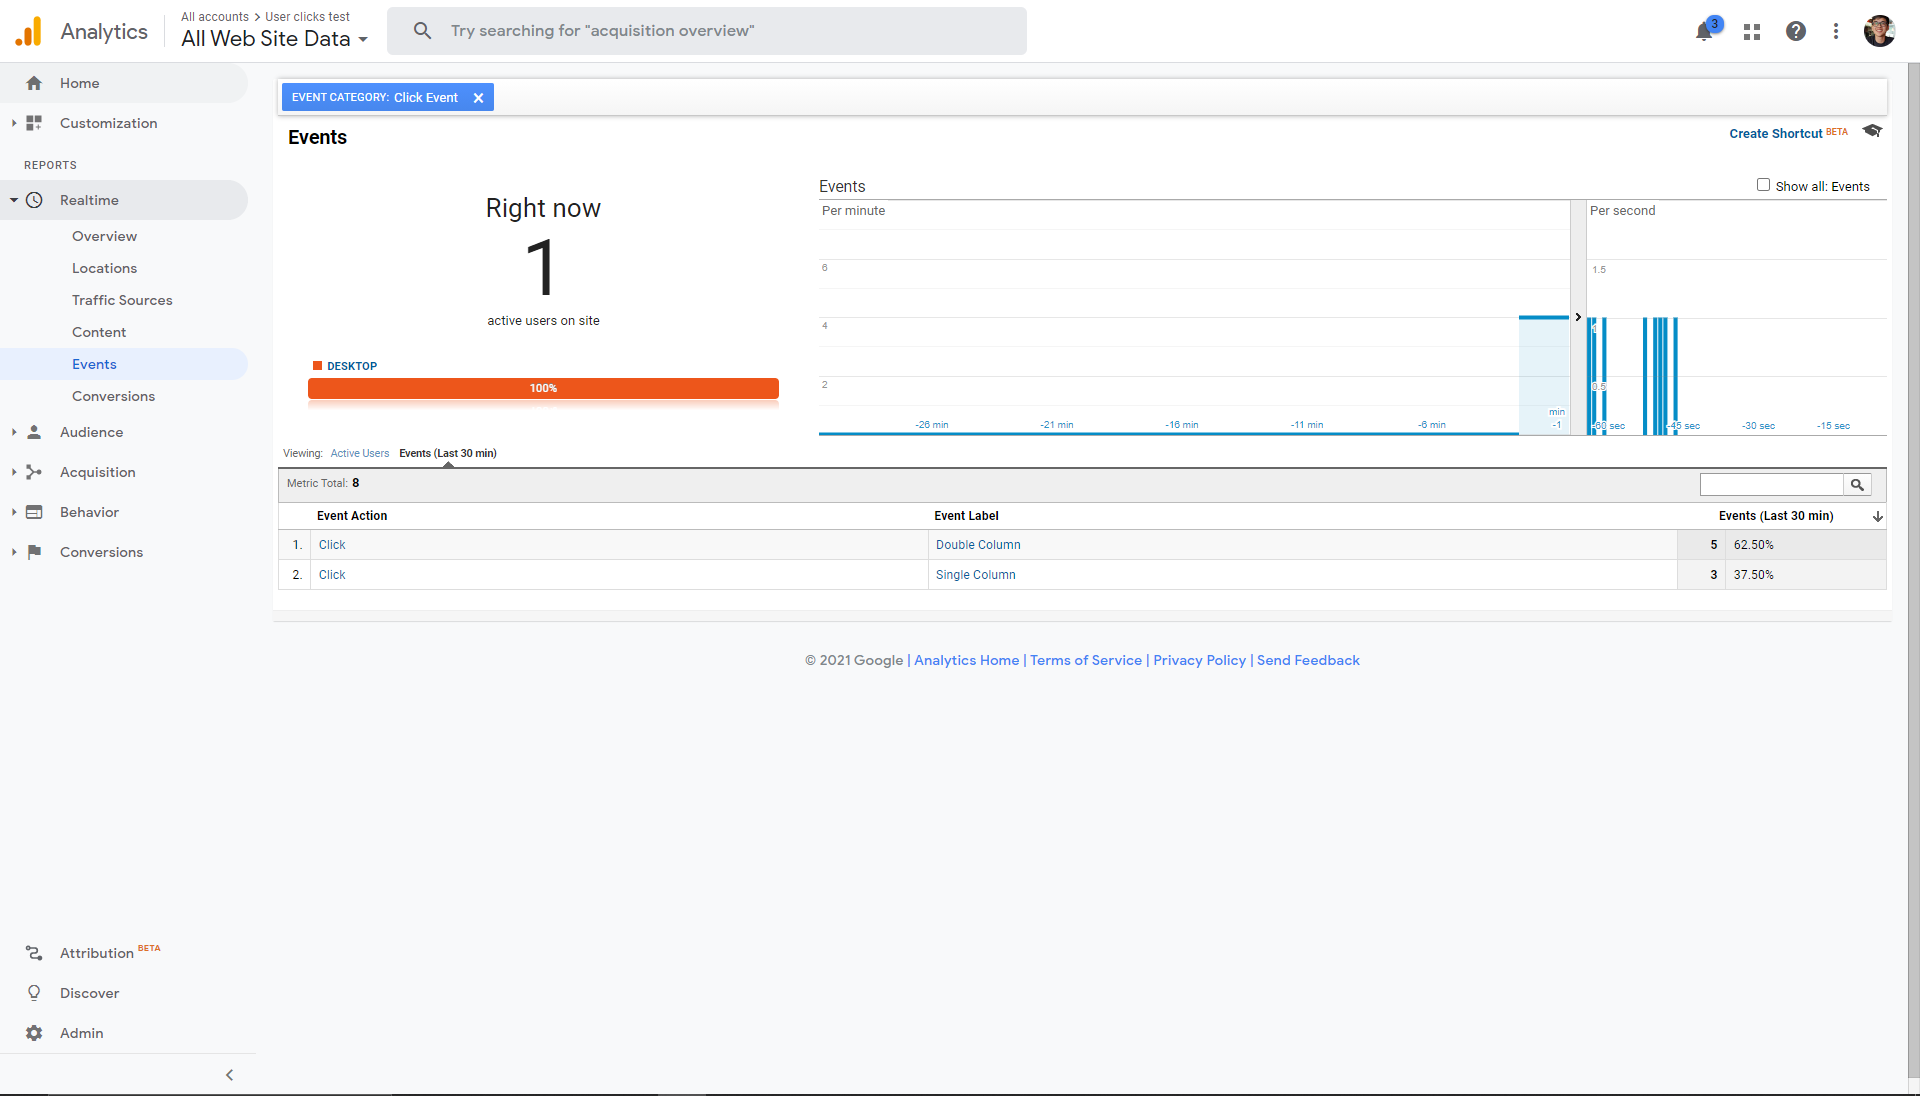 Analytics
All accounts > User clicks test
All Web Site Data
Try searching for "acquisition overview"
3
Home
Customization
REPORTS
Realtime
Overview
Locations
Traffic Sources
Content
Events
Conversions
Audience
Acquisition
Behavior
Conversions
Attribution BETA
Discover
Admin
EVENT CATEGORY: Click Event
Events
Create Shortcut BETA
Right now
1
active users on site
DESKTOP
100%
Events
Show all: Events
Per minute
Per second
6
4
2
-26 min
-21 min
-16 min
-11 min
-6 min
min
-1
1.5
1
0.5
-60 sec
-45 sec
-30 sec
-15 sec
Viewing: Active Users Events (Last 30 min)
Metric Total: 8
Event Action Event Label Events (Last 30 min)
1. Click Double Column 5 62.50%
2. Click Single Column 3 37.50%
© 2021 Google | Analytics Home | Terms of Service | Privacy Policy | Send Feedback